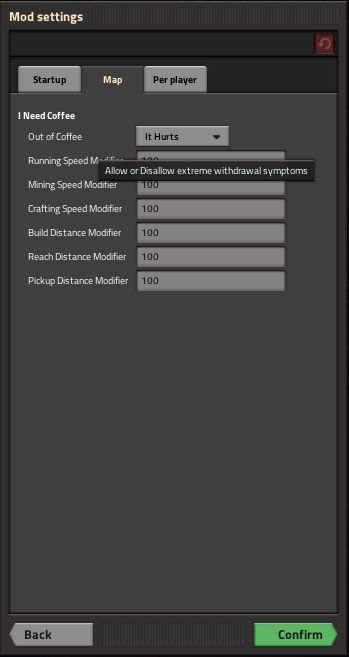 Mod settings
Startup Map Per player
I Need Coffee
Out of Coffee It Hurts
Running Speed Modifier 100
Allow or Disallow extreme withdrawal symptoms
Mining Speed Modifier 100
Crafting Speed Modifier 100
Build Distance Modifier 100
Reach Distance Modifier 100
Pickup Distance Modifier 100
Back Confirm